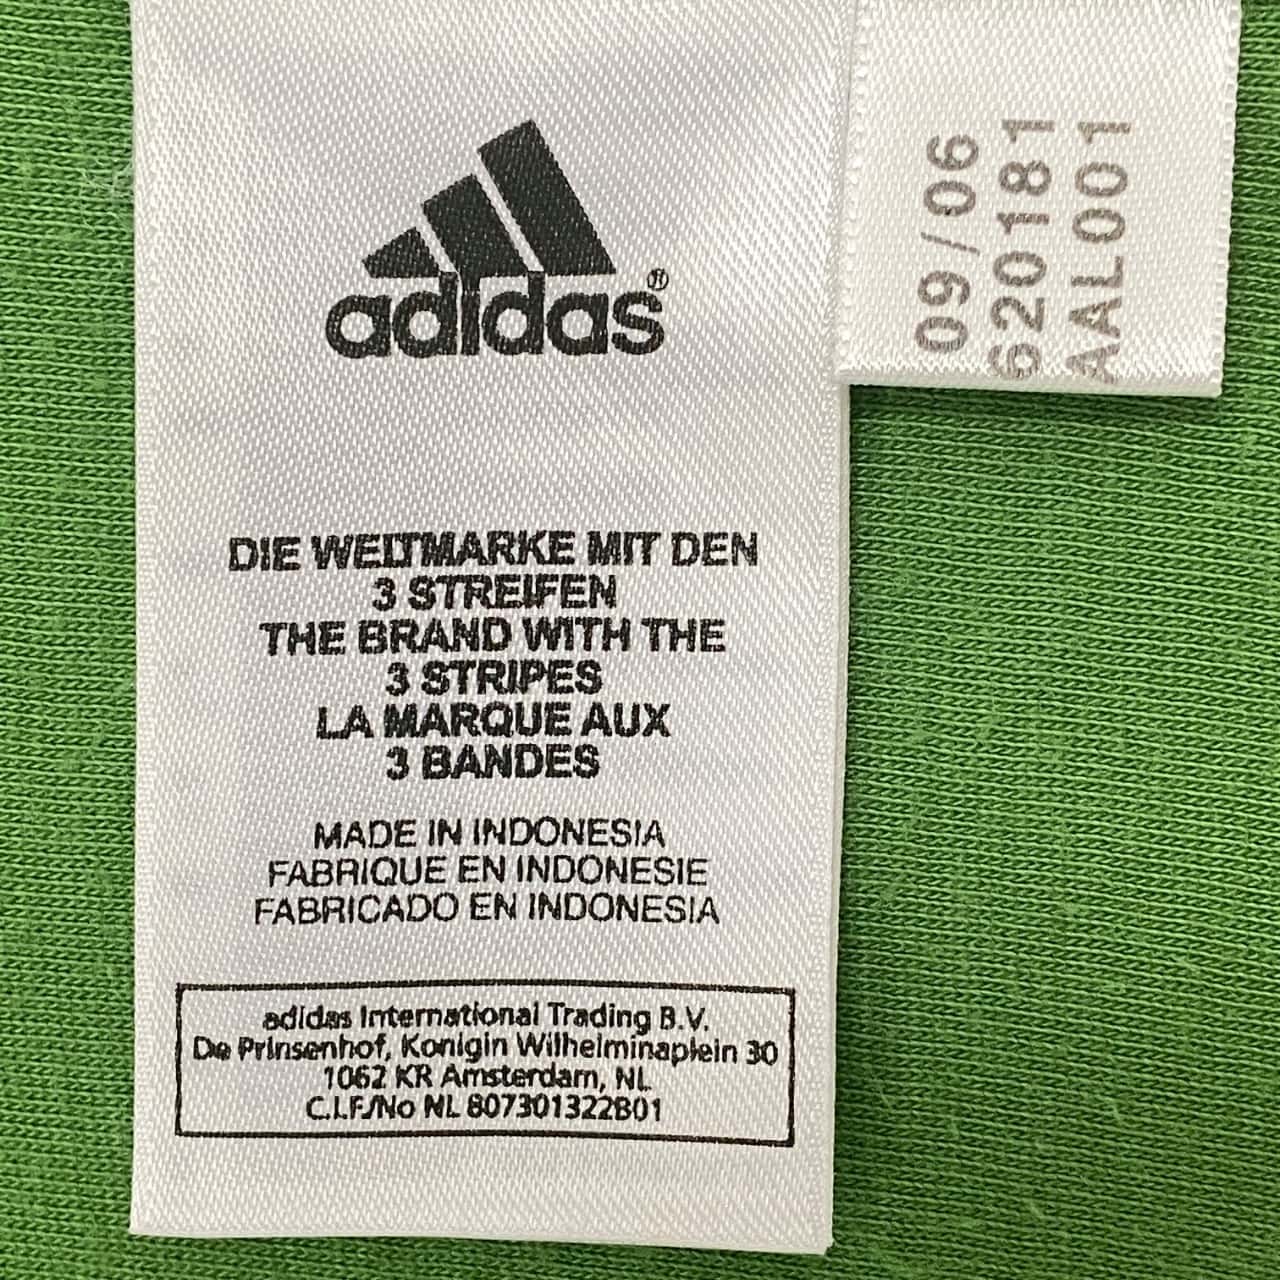 adidas®
DIE WELTMARKE MIT DEN
3 STREIFEN
THE BRAND WITH THE
3 STRIPES
LA MARQUE AUX
3 BANDES
MADE IN INDONESIA
FABRIQUE EN INDONESIE
FABRICADO EN INDONESIA
adidas International Trading B.V.
De Prinsenhof, Konigin Wilhelminaplein 30
1062 KR Amsterdam, NL
C.I.F./No NL 807301322B01
09/06
620181
AAL001